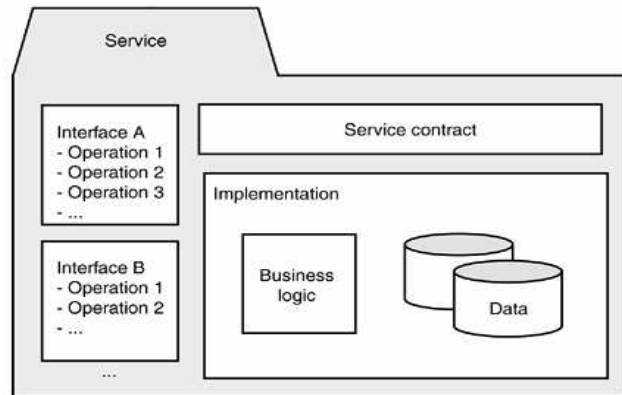 Service
Interface A
- Operation 1
- Operation 2
- Operation 3
- ...
Interface B
- Operation 1
- Operation 2
- ...
...
Service contract
Implementation
Business
logic
Data